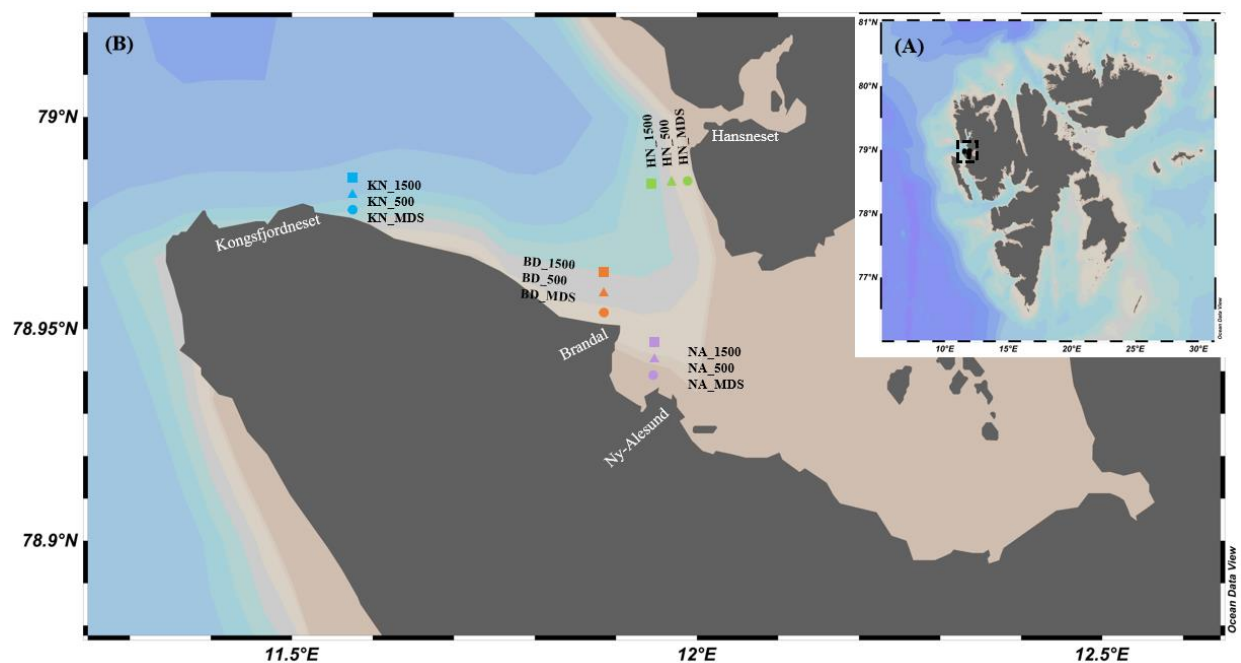 (B)
(A)
81°N
80°N
79°N
78°N
77°N
10°E
15°E
20°E
25°E
30°E
Ocean Data View
79°N
78.95°N
78.9°N
11.5°E
12°E
12.5°E
Ocean Data View
Hansneset
HN_1500
HN_500
HN_MDS
KN_1500
KN_500
KN_MDS
Kongsfjordneset
BD_1500
BD_500
BD_MDS
Brandal
NA_1500
NA_500
NA_MDS
Ny-Alesund